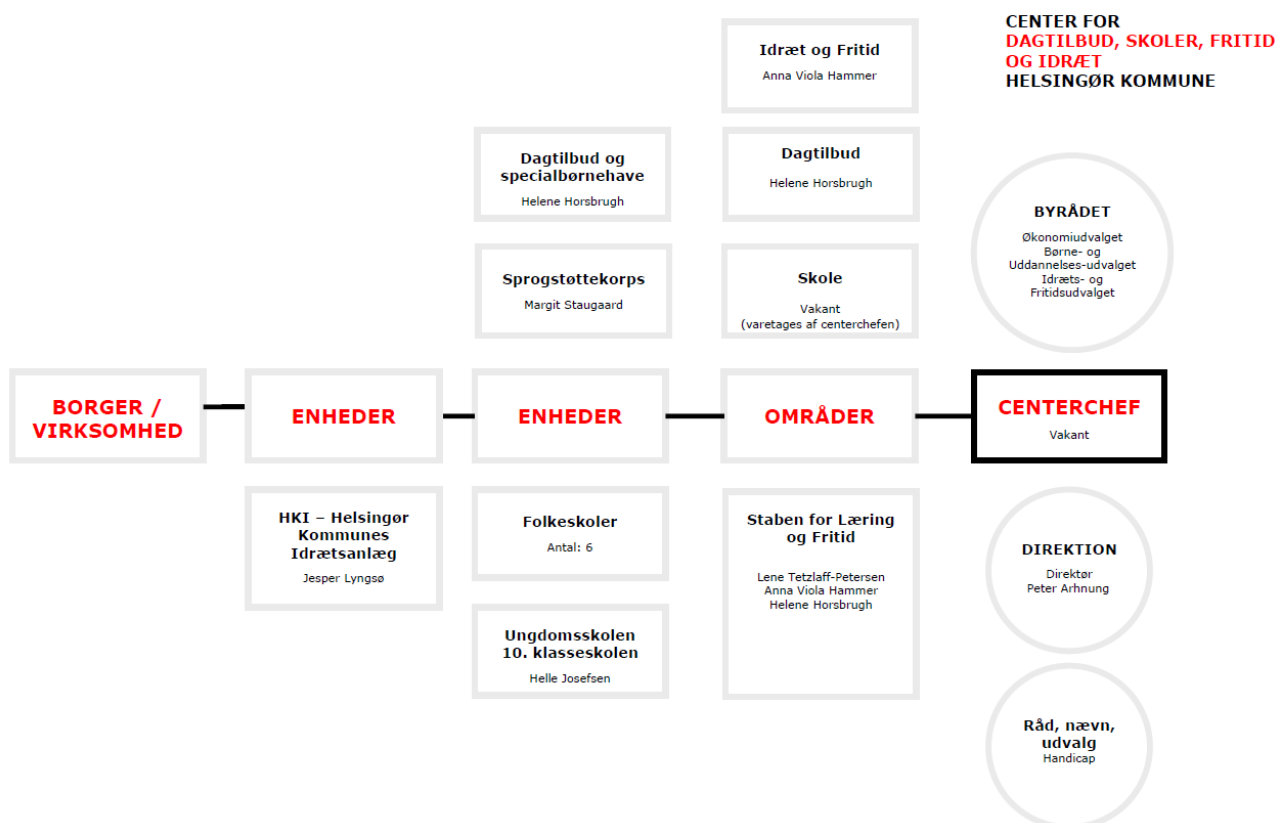 CENTER FOR
DAGTILBUD, SKOLER, FRITID
OG IDRÆT
HELSINGØR KOMMUNE
Idræt og Fritid
Anna Viola Hammer
Dagtilbud og
specialbørnehave
Helene Horsbrugh
Dagtilbud
Helene Horsbrugh
BYRÅDET
Økonomiudvalget
Børne- og
Uddannelses-udvalget
Idræts- og
Fritidsudvalget
Sprogstøttekorps
Margit Staugaard
Skole
Vakant
(varetages af centerchefen)
BORGER /
VIRKSOMHED
ENHEDER
ENHEDER
OMRÅDER
CENTERCHEF
Vakant
HKI – Helsingør
Kommunes
Idrætsanlæg
Jesper Lyngsø
Folkeskoler
Antal: 6
Staben for Læring
og Fritid
Lene Tetzlaff-Petersen
Anna Viola Hammer
Helene Horsbrugh
DIREKTION
Direktør
Peter Arhnung
Ungdomsskolen
10. klasseskolen
Helle Josefsen
Råd, nævn,
udvalg
Handicap